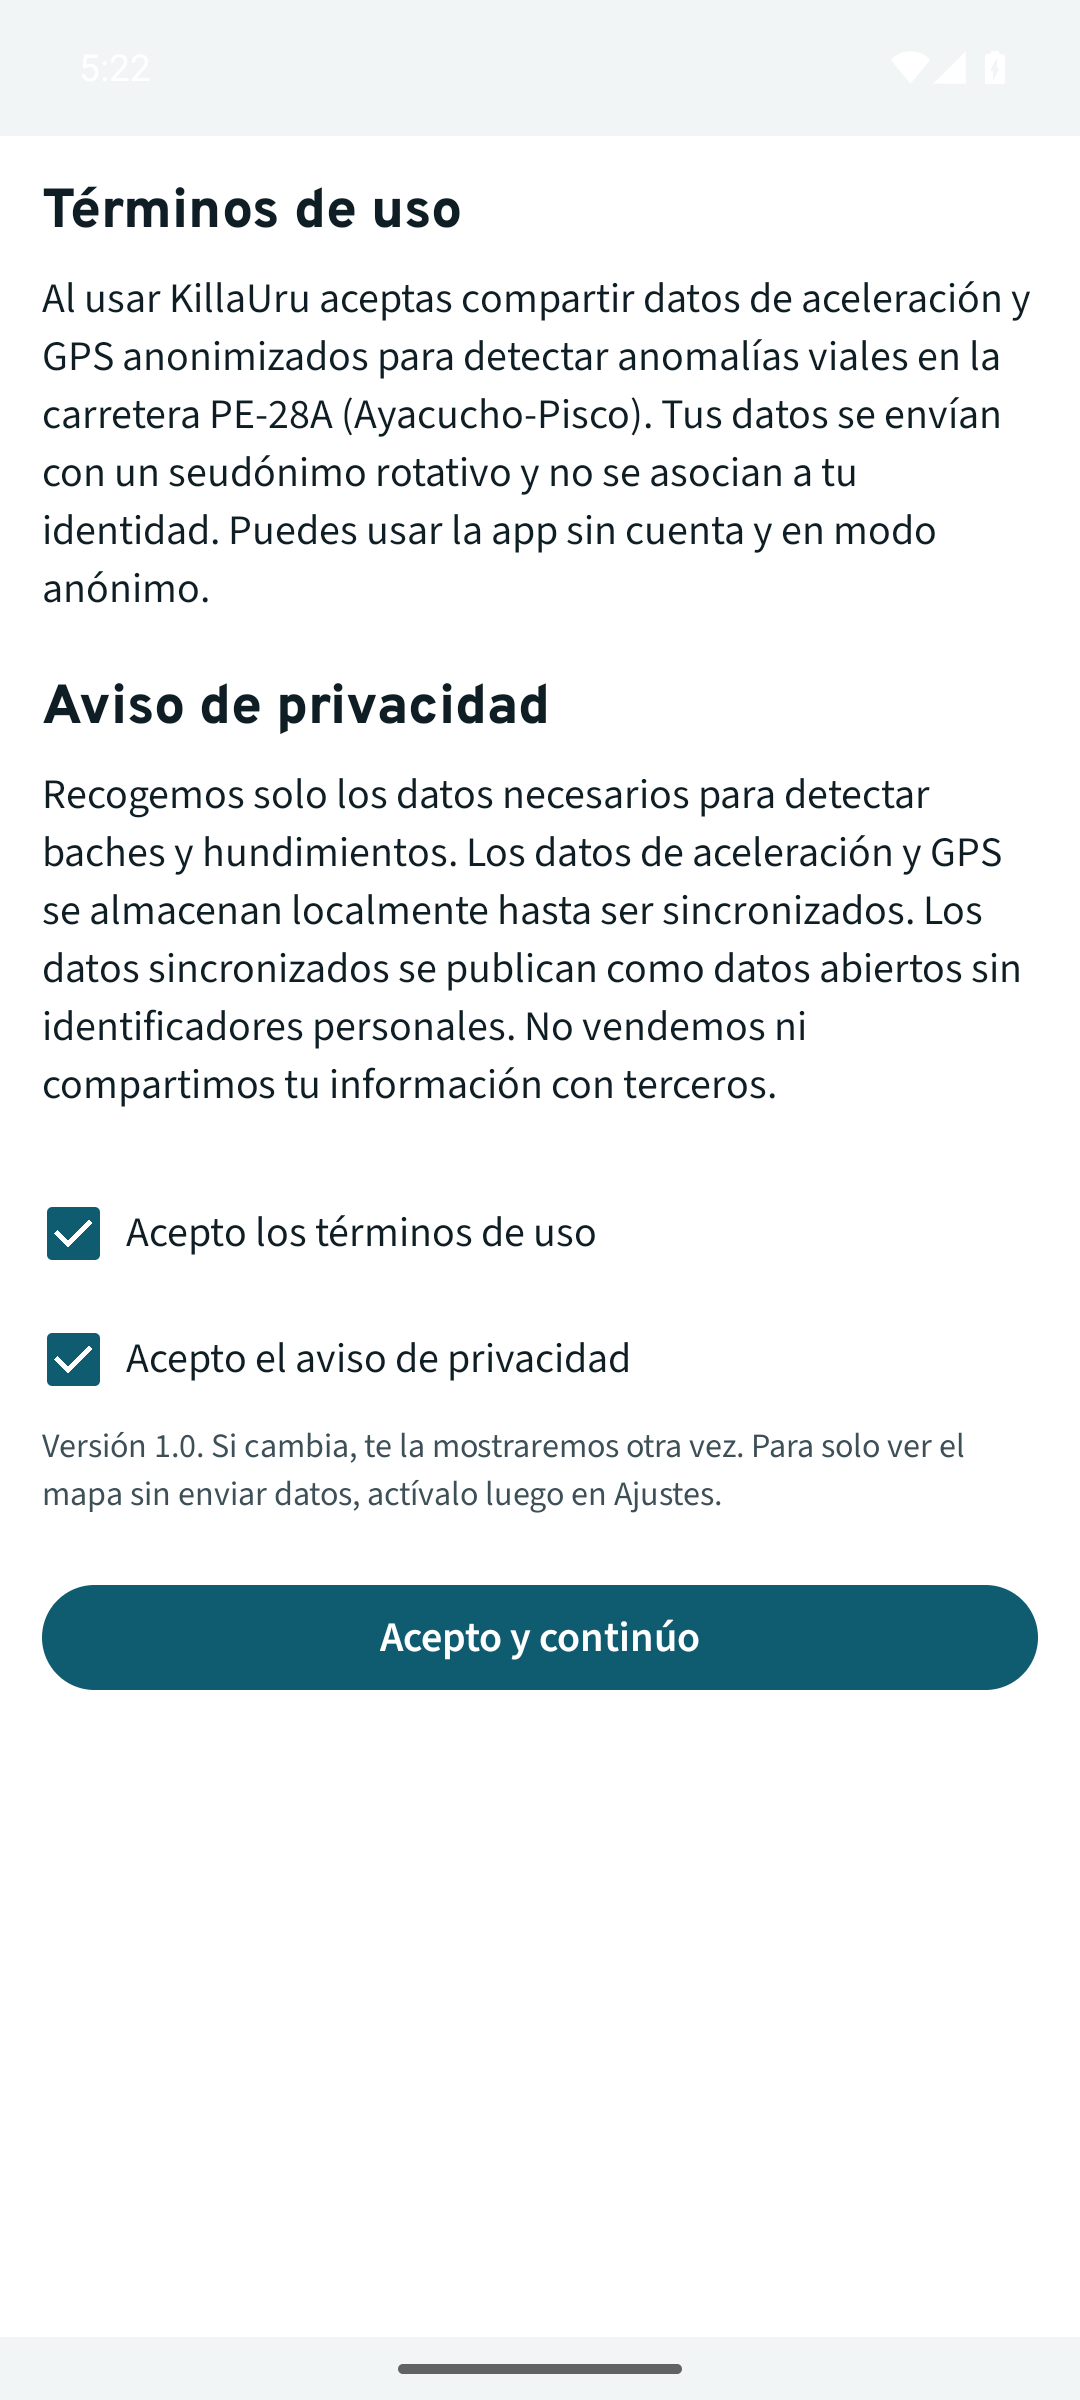 5:22
Términos de uso
Al usar KillaUru aceptas compartir datos de aceleración y
GPS anonimizados para detectar anomalías viales en la
carretera PE-28A (Ayacucho-Pisco). Tus datos se envían
con un seudónimo rotativo y no se asocian a tu
identidad. Puedes usar la app sin cuenta y en modo
anónimo.
Aviso de privacidad
Recogemos solo los datos necesarios para detectar
baches y hundimientos. Los datos de aceleración y GPS
se almacenan localmente hasta ser sincronizados. Los
datos sincronizados se publican como datos abiertos sin
identificadores personales. No vendemos ni
compartimos tu información con terceros.
Acepto los términos de uso
Acepto el aviso de privacidad
Versión 1.0. Si cambia, te la mostraremos otra vez. Para solo ver el
mapa sin enviar datos, actívalo luego en Ajustes.
Acepto y continúo